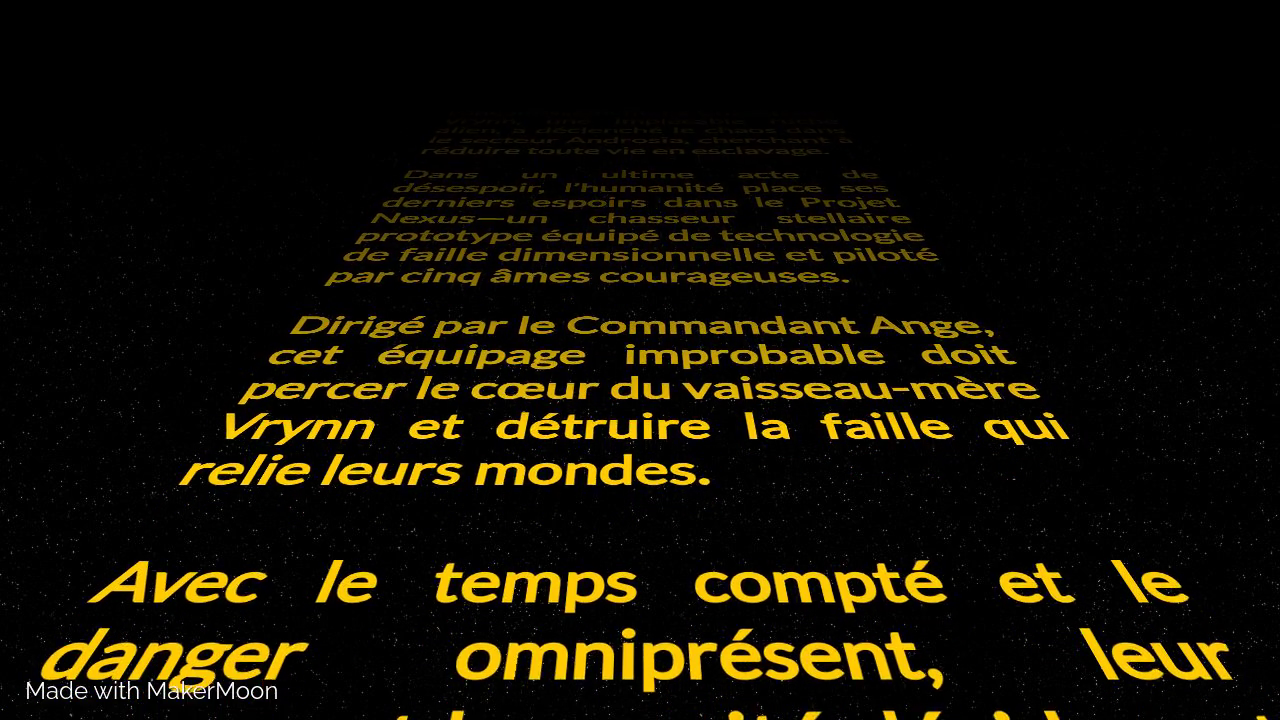 Vrynn, une improbable race
alien, a déclenché le chaos dans
le secteur Androsia, cherchant à
réduire toute vie en esclavage.
Dans un ultime acte de
désespoir, l'humanité place ses
derniers espoirs dans le Projet
Nexus—un chasseur stellaire
prototype équipé de technologie
de faille dimensionnelle et piloté
par cinq âmes courageuses.
Dirigé par le Commandant Ange,
cet équipage improbable doit
percer le cœur du vaisseau-mère
Vrynn et détruire la faille qui
relie leurs mondes.
Avec le temps compté et le
danger omniprésent, leur
Made with MakerMoon